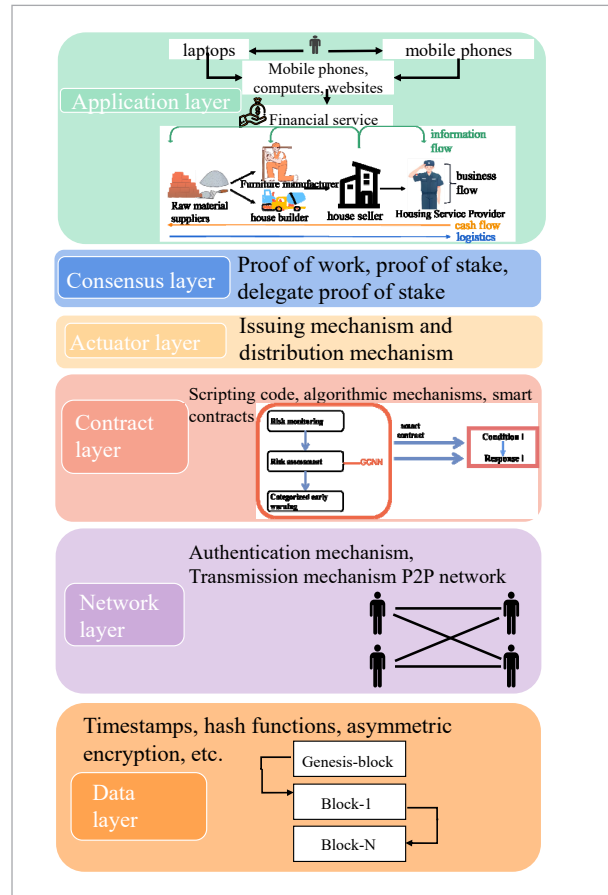 laptops
mobile phones
Mobile phones,
computers, websites
Application layer
Financial service
information
flow
Furniture manufacturer
business
flow
Raw material
suppliers
house builder
house seller
Housing Service Provider
cash flow
logistics
Consensus layer
Proof of work, proof of stake,
delegate proof of stake
Actuator layer
Issuing mechanism and
distribution mechanism
Contract
layer
Scripting code, algorithmic mechanisms, smart
contracts
Risk monitoring
smart
contract
Condition 1
Risk assessment
GCNN
Response 1
Categorized early
warning
Network
layer
Authentication mechanism,
Transmission mechanism P2P network
Timestamps, hash functions, asymmetric
encryption, etc.
Data
layer
Genesis-block
Block-1
Block-N